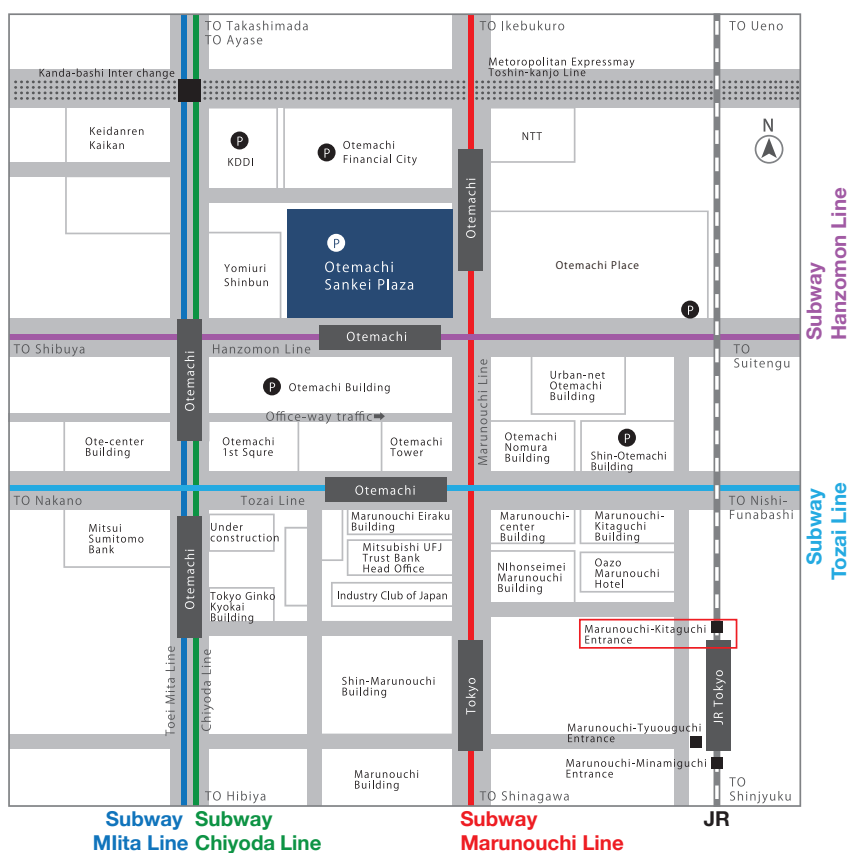 TO Takashimada
TO Ayase
TO Ikebukuro
TO Ueno
Kanda-bashi Inter change
Metoropolitan Expressmay
Toshin-kanjo Line
Keidanren
Kaikan
P
KDDI
P
Otemachi
Financial City
Otemachi
NTT
N
P
Otemachi
Sankei Plaza
Yomiuri
Shinbun
Otemachi Place
P
Subway
Hanzomon Line
Otemachi
Otemachi
TO Shibuya
Hanzomon Line
TO
Suitengu
Marunouchi Line
P
Otemachi Building
Urban-net
Otemachi
Building
Office-way traffic
Ote-center
Building
Otemachi
1st Squre
Otemachi
Tower
Otemachi
Nomura
Building
P
Shin-Otemachi
Building
Otemachi
TO Nakano
Tozai Line
TO Nishi-
Funabashi
Subway
Tozai Line
Mitsui
Sumitomo
Bank
Otemachi
Under
construction
Marunouchi Eiraku
Building
Mitsubishi UFJ
Trust Bank
Head Office
Industry Club of Japan
Marunouchi-
center
Building
Marunouchi-
Kitaguchi
Building
NIhonseimei
Marunouchi
Building
Oazo
Marunouchi
Hotel
Tokyo Ginko
Kyokai
Building
Marunouchi-Kitaguchi
Entrance
Toei Mita Line
Chiyoda Line
Shin-Marunouchi
Building
Tokyo
JR Tokyo
Marunouchi-Tyuouguchi
Entrance
Marunouchi-Minamiguchi
Entrance
Marunouchi
Building
TO Hibiya
TO Shinagawa
TO
Shinjyuku
Subway
MIita Line
Subway
Chiyoda Line
Subway
Marunouchi Line
JR